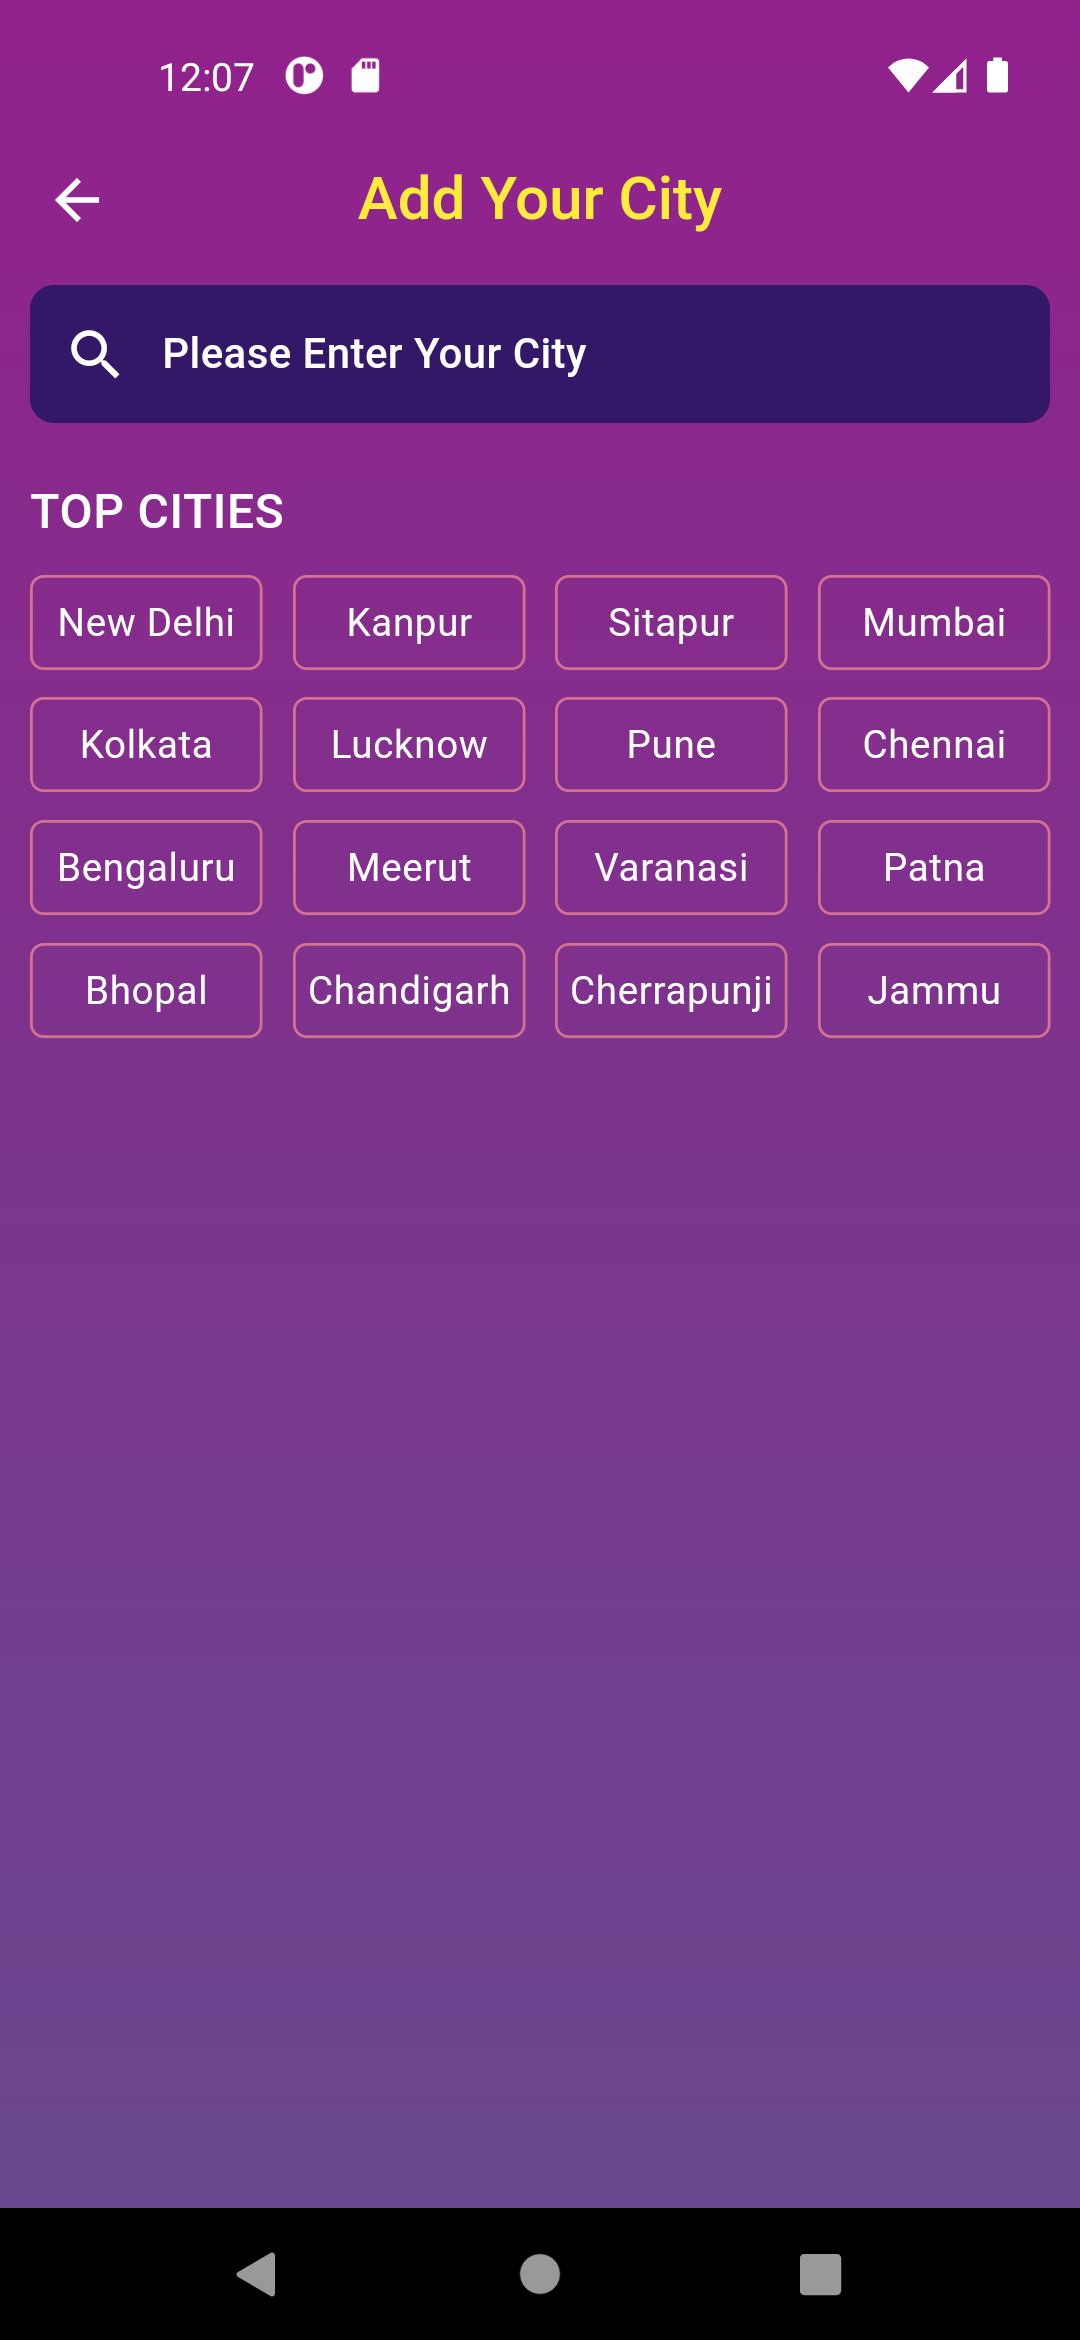 12:07
Add Your City
Please Enter Your City
TOP CITIES
New Delhi Kanpur Sitapur Mumbai
Kolkata Lucknow Pune Chennai
Bengaluru Meerut Varanasi Patna
Bhopal Chandigarh Cherrapunji Jammu